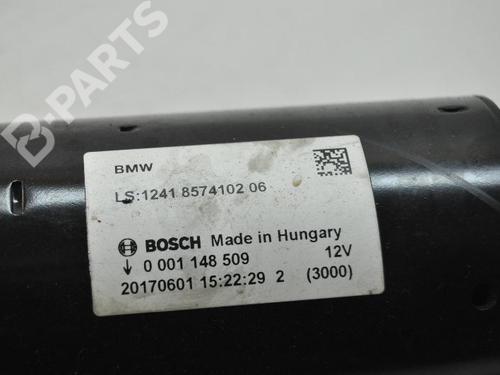 B-PARTS
BMW
LS:1241 8574102 06
BOSCH Made in Hungary
0 001 148 509 12V
20170601 15:22:29 2 (3000)